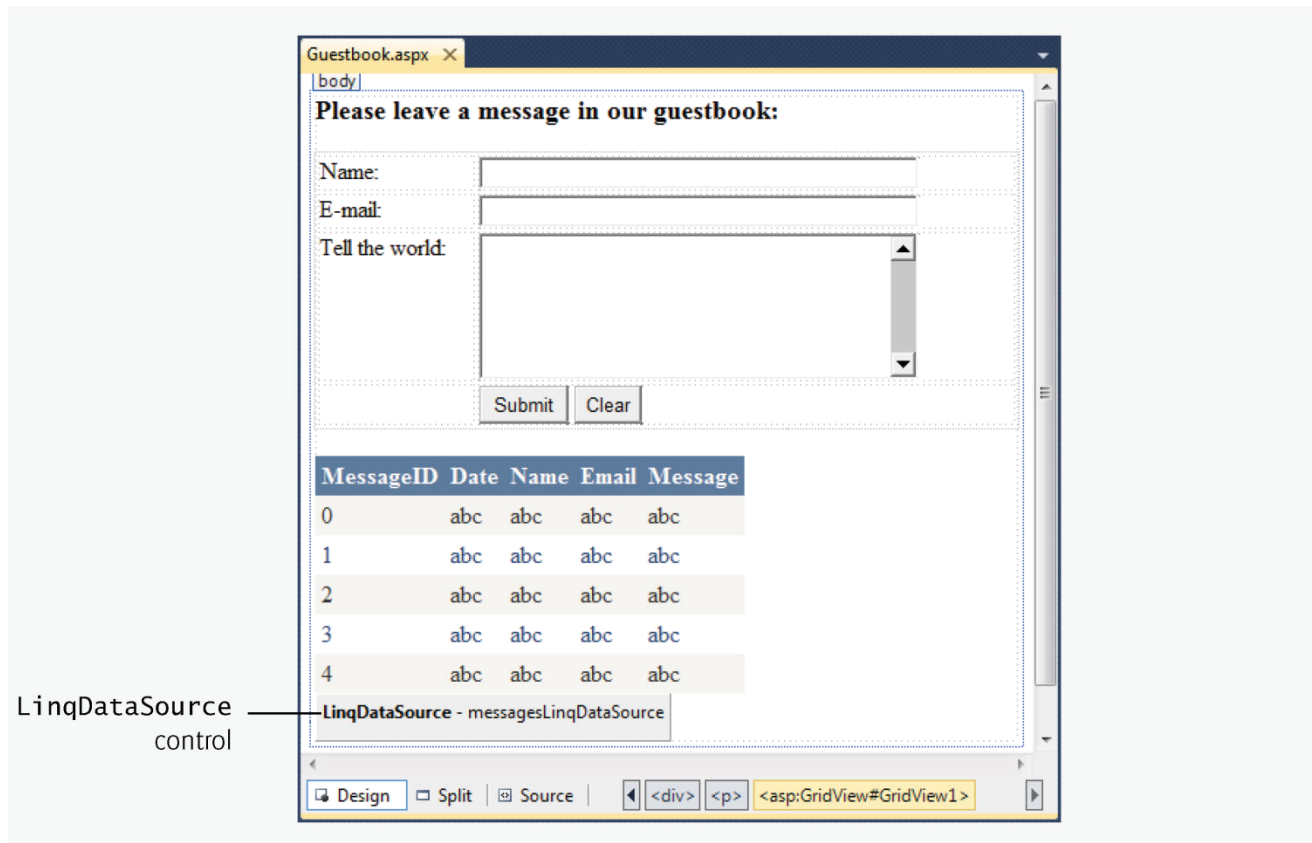 Guestbook.aspx
body
Please leave a message in our guestbook:
Name:
E-mail:
Tell the world:
Submit Clear
MessageID Date Name Email Message
0 abc abc abc abc
1 abc abc abc abc
2 abc abc abc abc
3 abc abc abc abc
4 abc abc abc abc
LinqDataSource control
LinqDataSource - messagesLinqDataSource
Design Split Source <div> <p> <asp:GridView#GridView1>